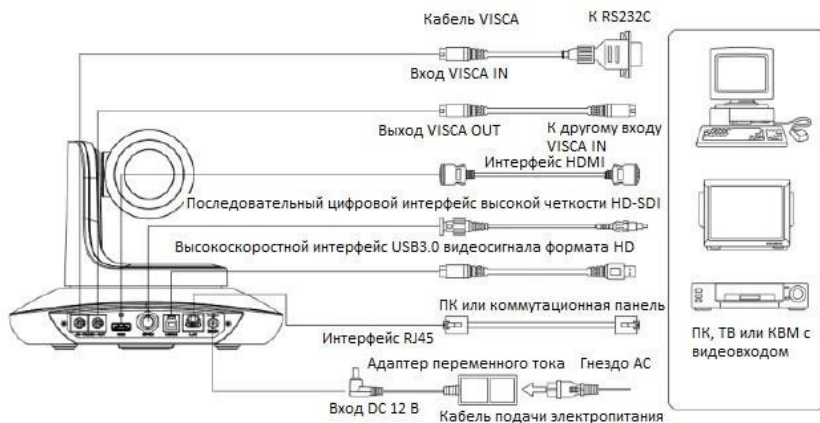 Кабель VISCA
К RS232C
Вход VISCA IN
Выход VISCA OUT
К другому входу
VISCA IN
Интерфейс HDMI
Последовательный цифровой интерфейс высокой четкости HD-SDI
Высокоскоростной интерфейс USB3.0 видеосигнала формата HD
ПК или коммутационная панель
Интерфейс RJ45
Адаптер переменного тока
Гнездо AC
Вход DC 12 В
Кабель подачи электропитания
ПК, ТВ или КВМ с
видеовходом